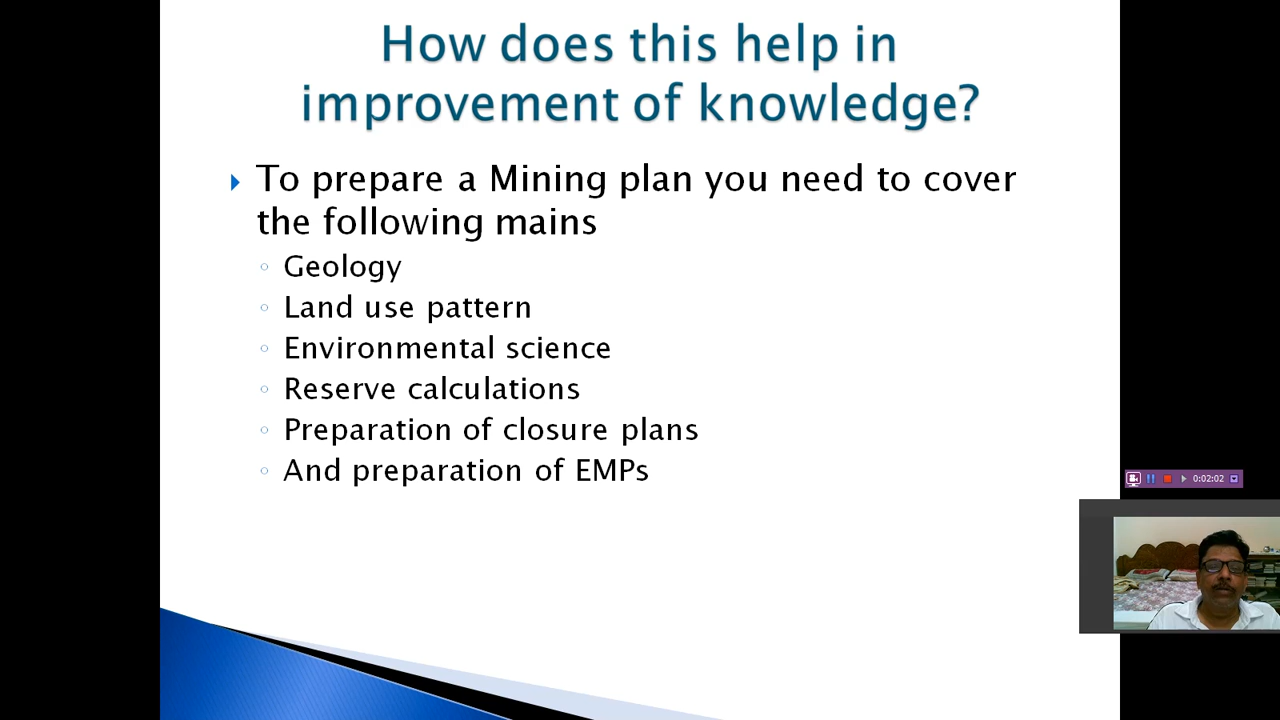 How does this help in
improvement of knowledge?
To prepare a Mining plan you need to cover
the following mains
Geology
Land use pattern
Environmental science
Reserve calculations
Preparation of closure plans
And preparation of EMPs
0:02:02